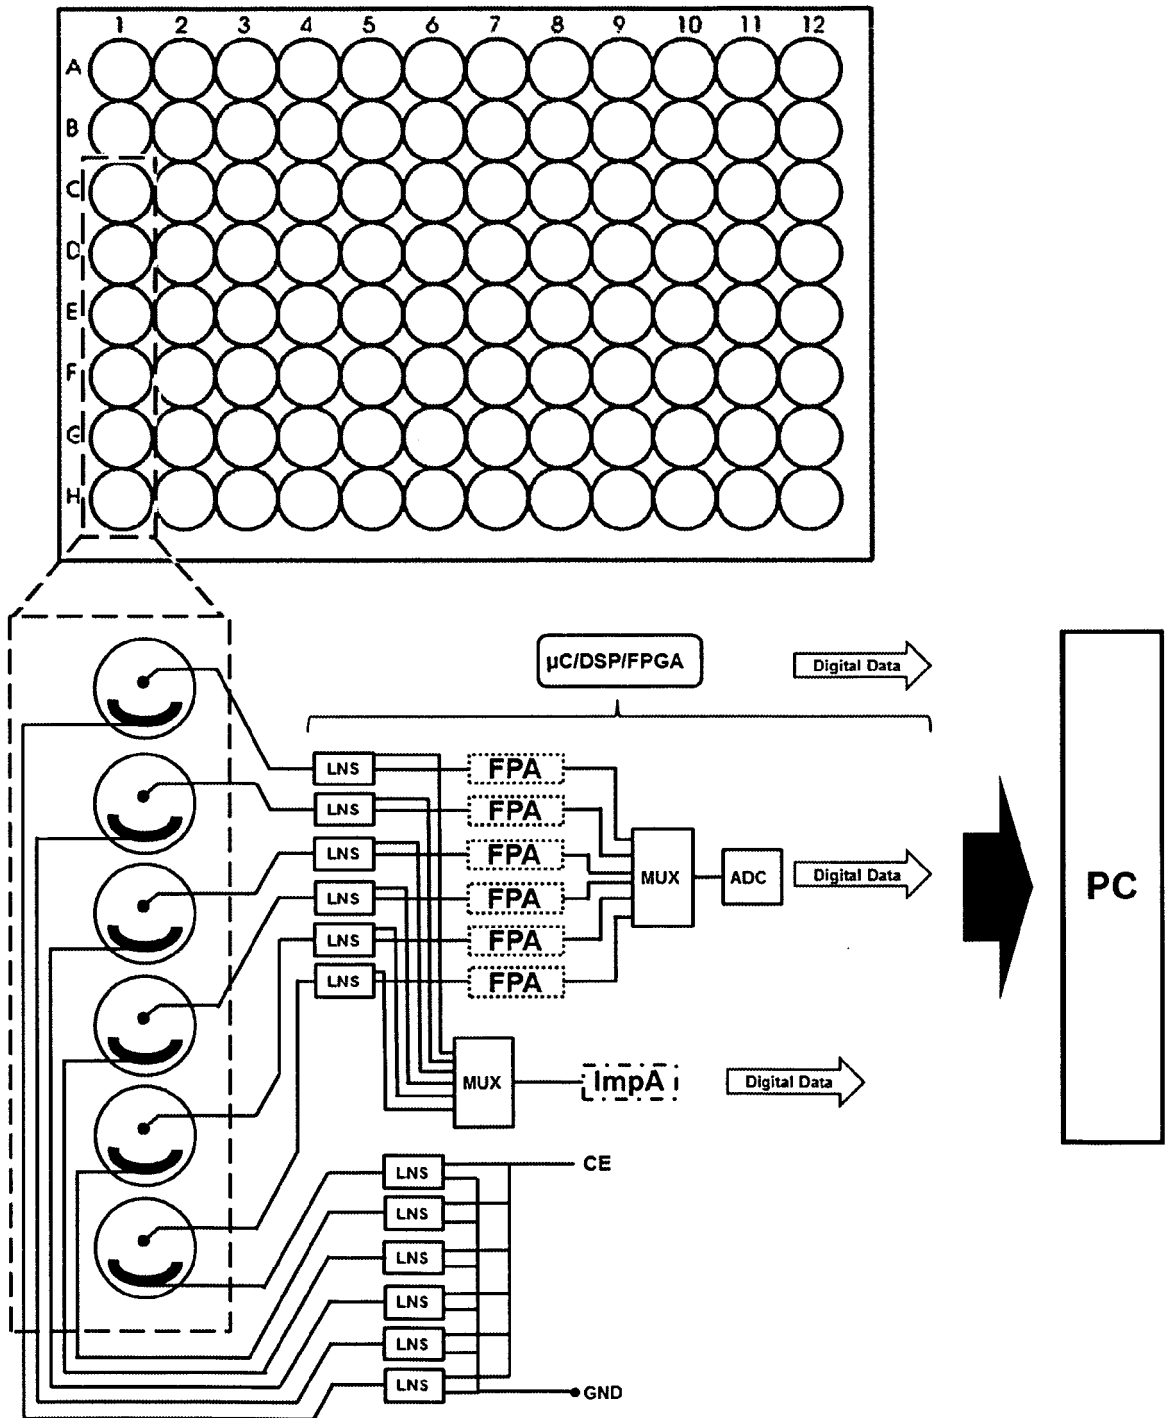 1 2 3 4 5 6 7 8 9 10 11 12
A
B
C
D
E
F
G
H
µC/DSP/FPGA
Digital Data
LNS FPA
LNS FPA
LNS FPA
LNS FPA
LNS FPA
LNS FPA
MUX ADC Digital Data
PC
MUX ImpA Digital Data
LNS CE
LNS
LNS
LNS
LNS
LNS GND